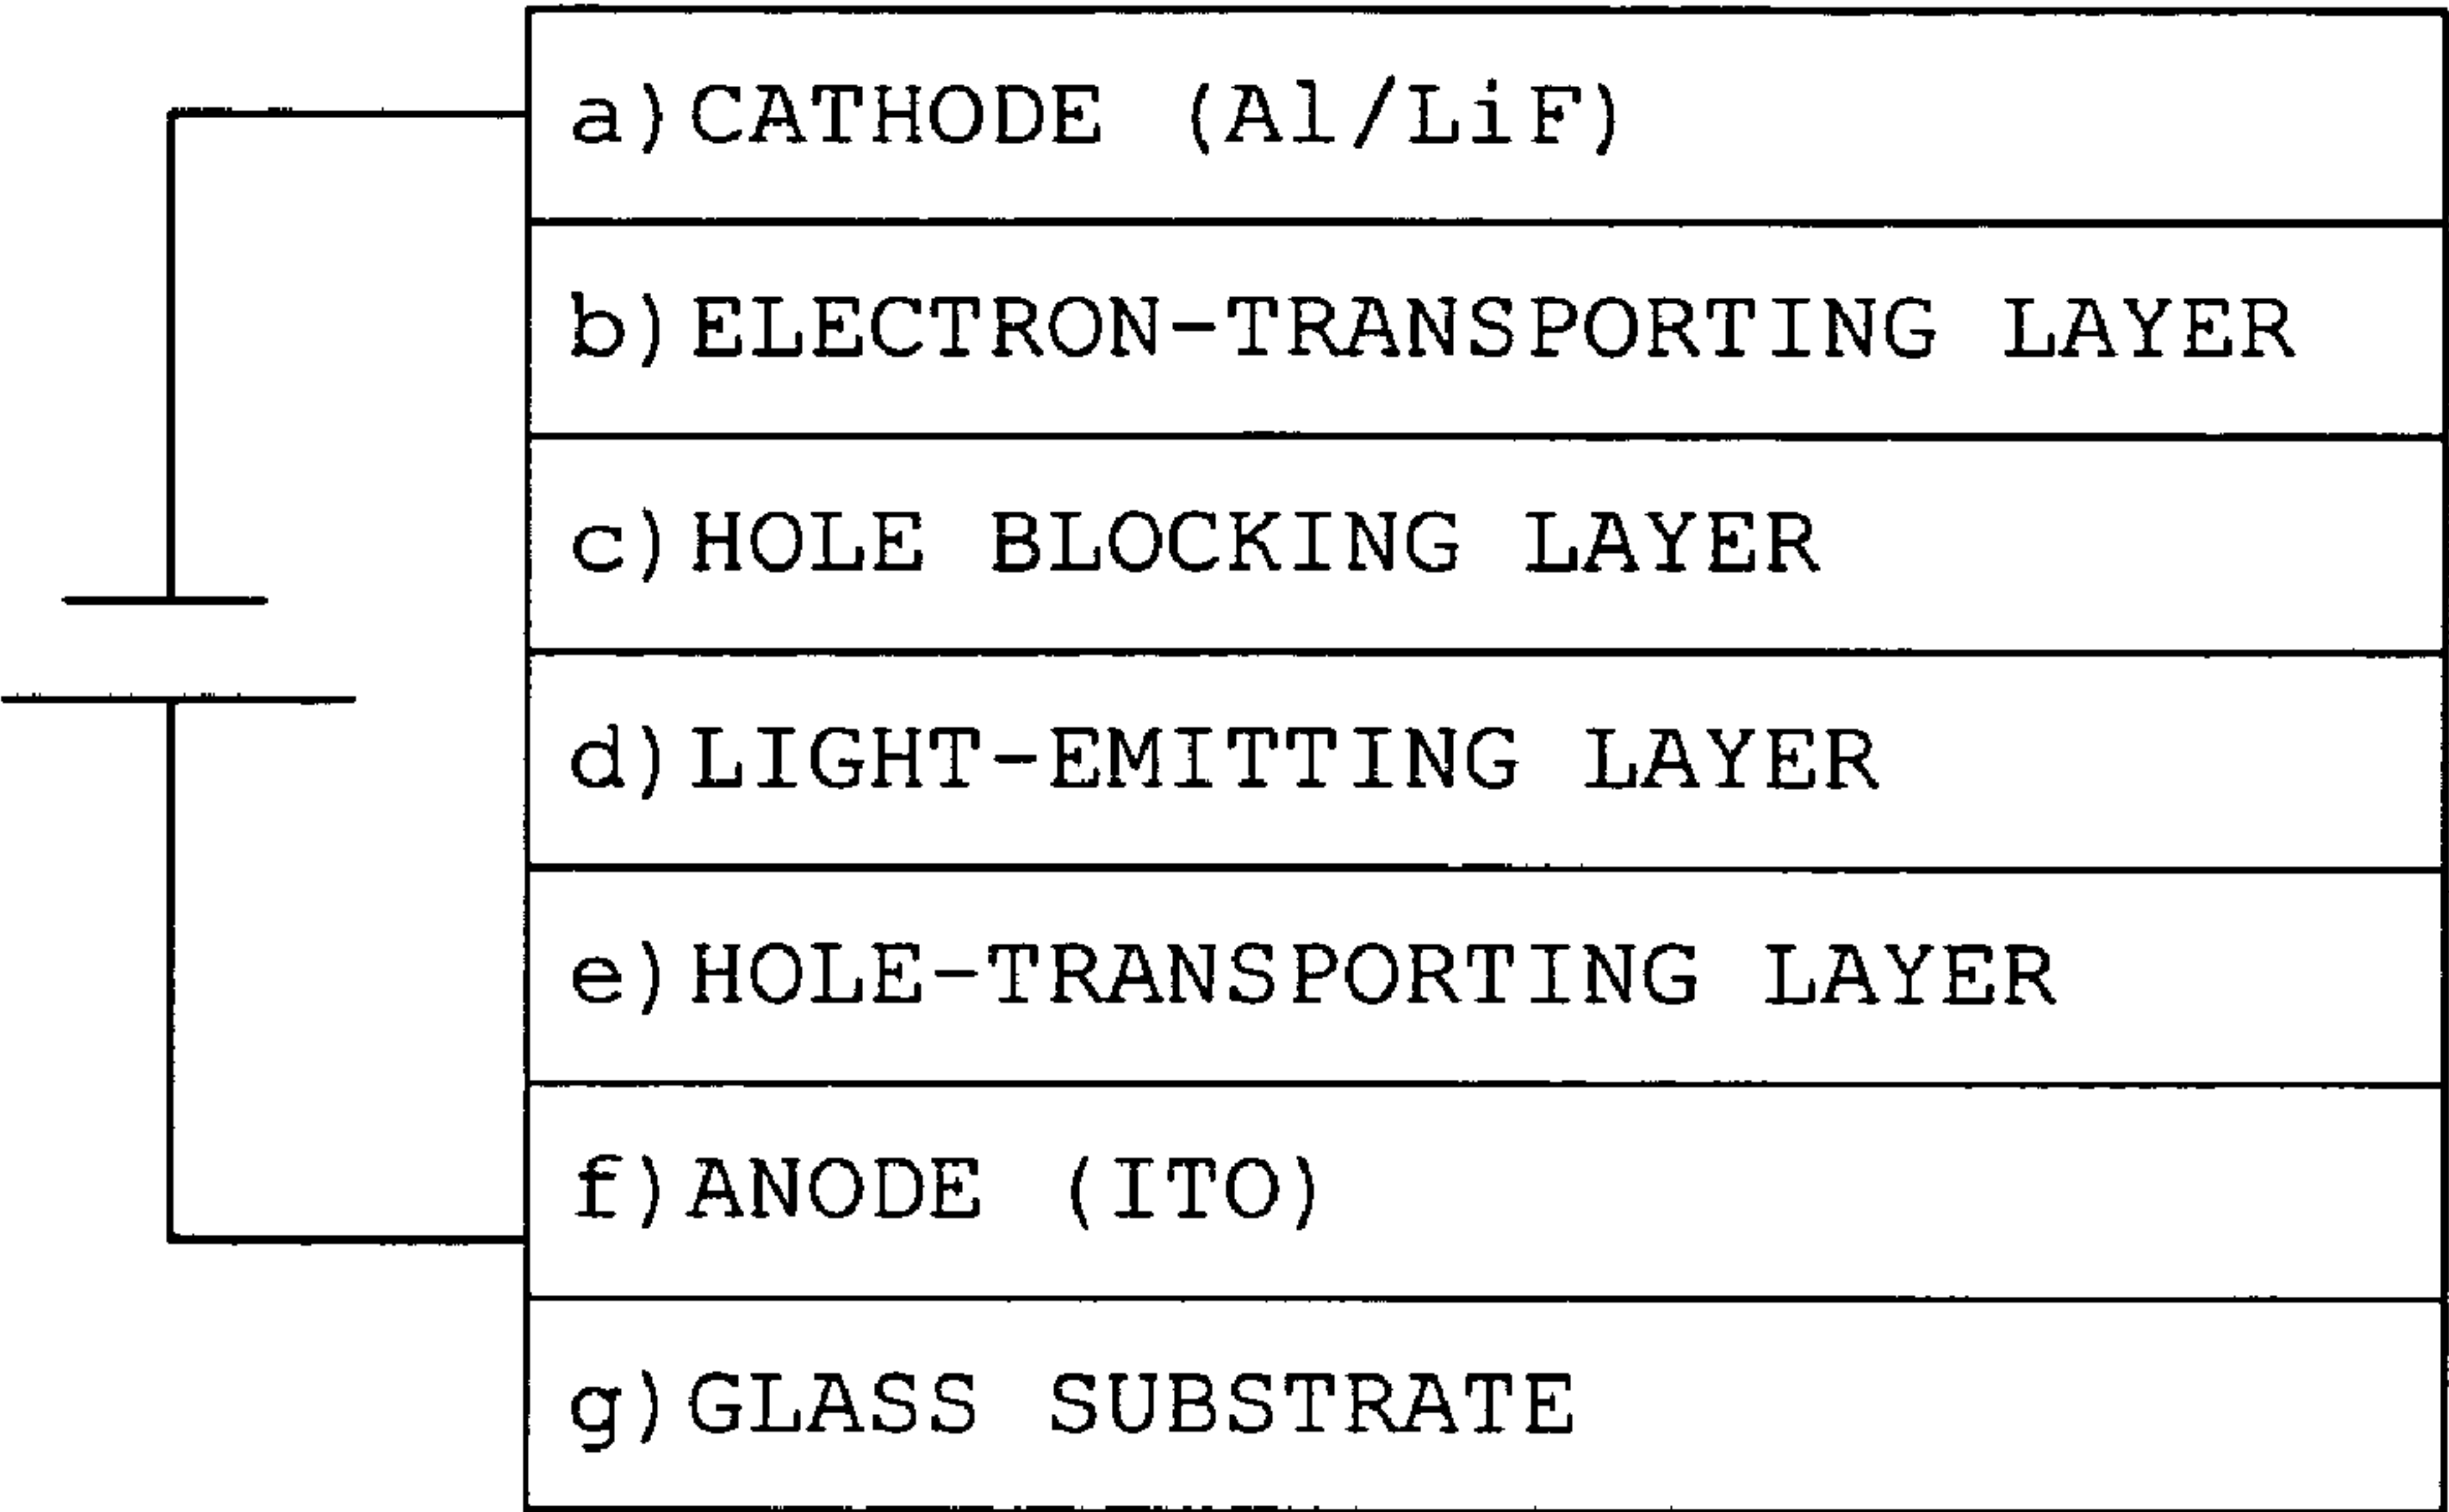 a)CATHODE (Al/LiF)
b)ELECTRON-TRANSPORTING LAYER
c)HOLE BLOCKING LAYER
d)LIGHT-EMITTING LAYER
e)HOLE-TRANSPORTING LAYER
f)ANODE (ITO)
g)GLASS SUBSTRATE